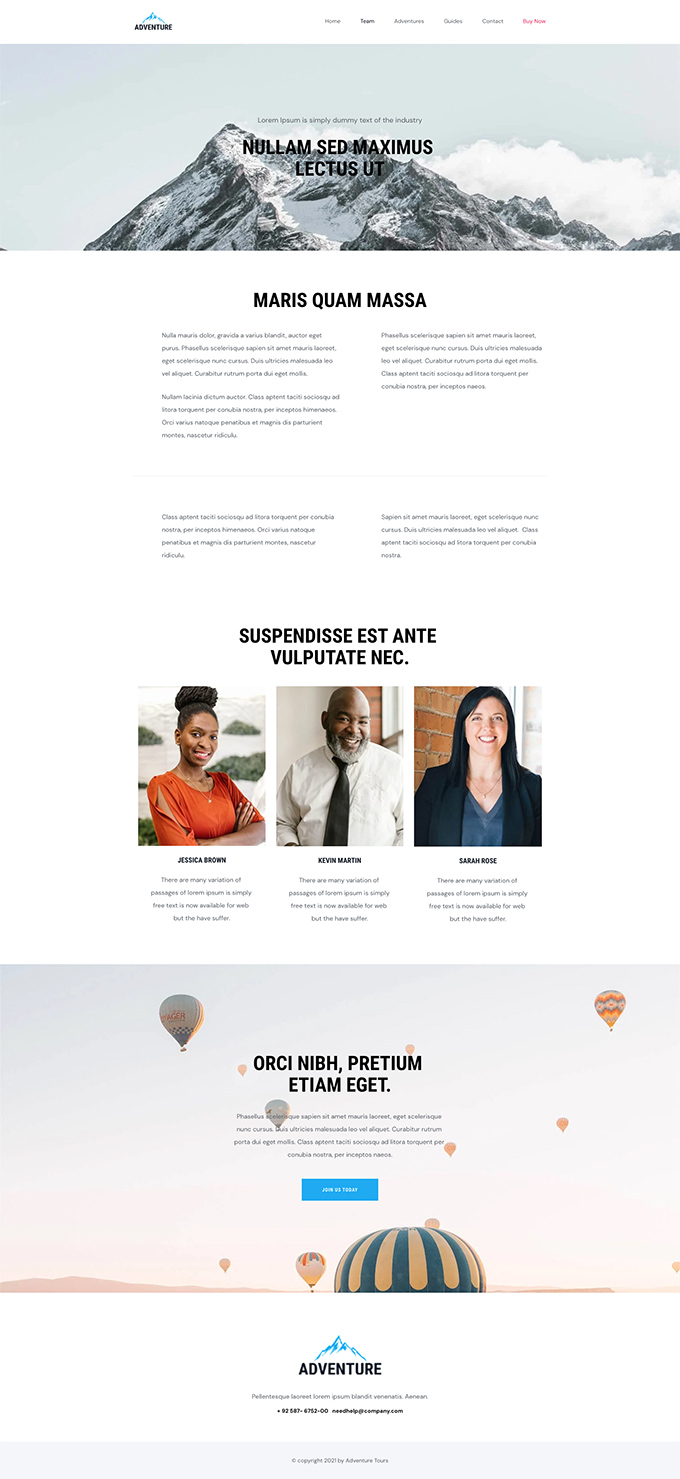 ADVENTURE
Home Team Adventures Guides Contact Buy Now
Lorem Ipsum is simply dummy text of the industry
NULLAM SED MAXIMUS
LECTUS UT
MARIS QUAM MASSA
Nulla mauris dolor, gravida a varius blandit, auctor eget
purus. Phasellus scelerisque sapien sit amet mauris laoreet,
eget scelerisque nunc cursus. Duis ultricies malesuada leo
vel aliquet. Curabitur rutrum porta dui eget mollis.
Nullam lacinia dictum auctor. Class aptent taciti sociosqu ad
litora torquent per conubia nostra, per inceptos himenaeos.
Orci varius natoque penatibus et magnis dis parturient
montes, nascetur ridiculu.
Phasellus scelerisque sapien sit amet mauris laoreet,
eget scelerisque nunc cursus. Duis ultricies malesuada
leo vel aliquet. Curabitur rutrum porta dui eget mollis.
Class aptent taciti sociosqu ad litora torquent per
conubia nostra, per inceptos naeos.
Class aptent taciti sociosqu ad litora torquent per conubia
nostra, per inceptos himenaeos. Orci varius natoque
penatibus et magnis dis parturient montes, nascetur
ridiculu.
Sapien sit amet mauris laoreet, eget scelerisque nunc
cursus. Duis ultricies malesuada leo vel aliquet. Class
aptent taciti sociosqu ad litora torquent per conubia
nostra.
SUSPENDISSE EST ANTE
VULPUTATE NEC.
JESSICA BROWN
There are many variation of
passages of lorem ipsum is simply
free text is now available for web
but the have suffer.
KEVIN MARTIN
There are many variation of
passages of lorem ipsum is simply
free text is now available for web
but the have suffer.
SARAH ROSE
There are many variation of
passages of lorem ipsum is simply
free text is now available for web
but the have suffer.
ORCI NIBH, PRETIUM
ETIAM EGET.
Phasellus scelerisque sapien sit amet mauris laoreet, eget scelerisque
nunc cursus. Duis ultricies malesuada leo vel aliquet. Curabitur rutrum
porta dui eget mollis. Class aptent taciti sociosqu ad litora torquent per
conubia nostra, per inceptos naeos.
JOIN US TODAY
ADVENTURE
Pellentesque laoreet lorem ipsum blandit venenatis. Aenean.
+ 92 587- 6752-00 needhelp@company.com
© copyright 2021 by Adventure Tours